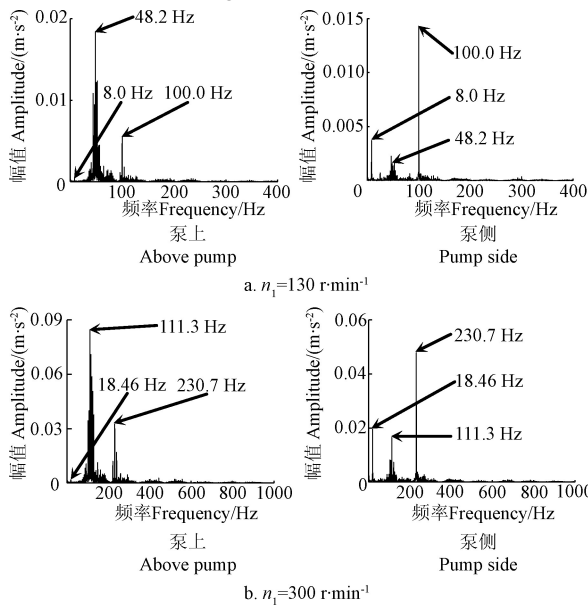 幅值 Amplitude/(m·s-2)
0.02
0.01
0
48.2 Hz
8.0 Hz
100.0 Hz
100
200
300
400
频率Frequency/Hz
泵上
Above pump
幅值 Amplitude/(m·s-2)
0.015
0.010
0.005
0
100.0 Hz
8.0 Hz
48.2 Hz
100
200
300
400
频率Frequency/Hz
泵侧
Pump side
a. n1=130 r·min-1
幅值 Amplitude/(m·s-2)
0.09
0.06
0.03
0
111.3 Hz
18.46 Hz
230.7 Hz
200
400
600
800
1000
频率Frequency/Hz
泵上
Above pump
幅值 Amplitude/(m·s-2)
0.06
0.04
0.02
0
230.7 Hz
18.46 Hz
111.3 Hz
200
400
600
800
1000
频率Frequency/Hz
泵侧
Pump side
b. n1=300 r·min-1